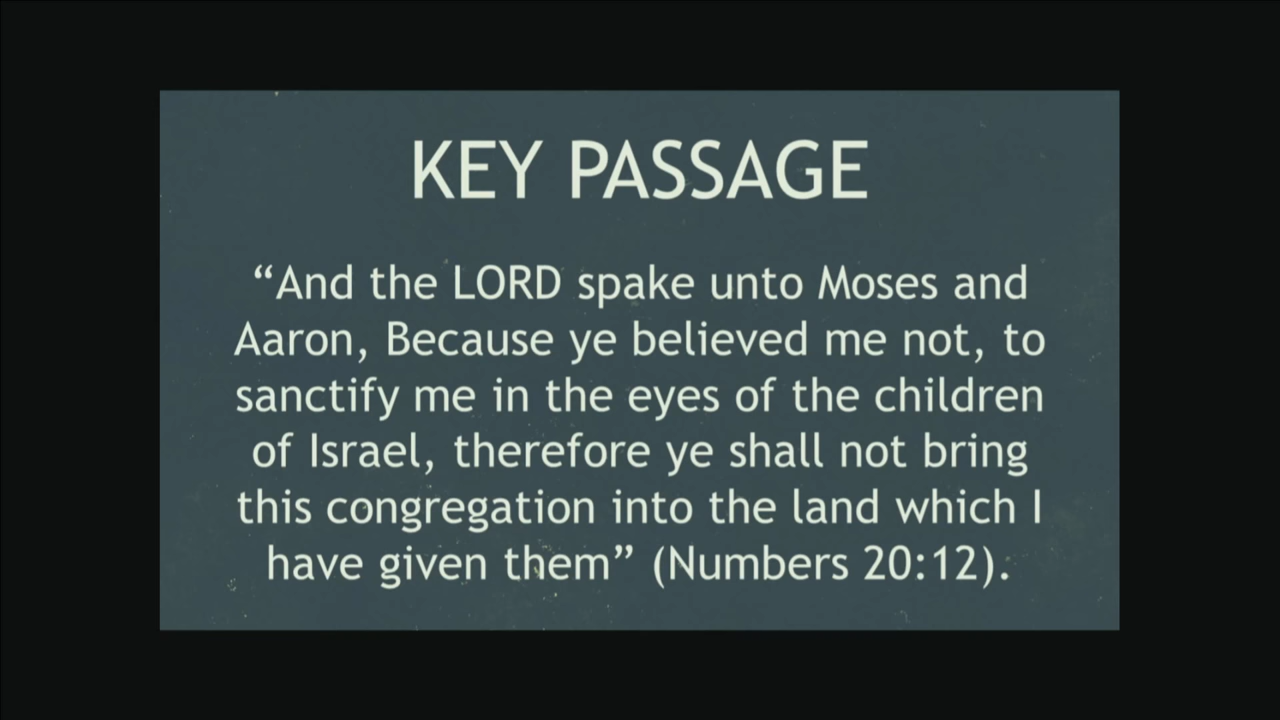 KEY PASSAGE
“And the LORD spake unto Moses and
Aaron, Because ye believed me not, to
sanctify me in the eyes of the children
of Israel, therefore ye shall not bring
this congregation into the land which I
have given them” (Numbers 20:12).